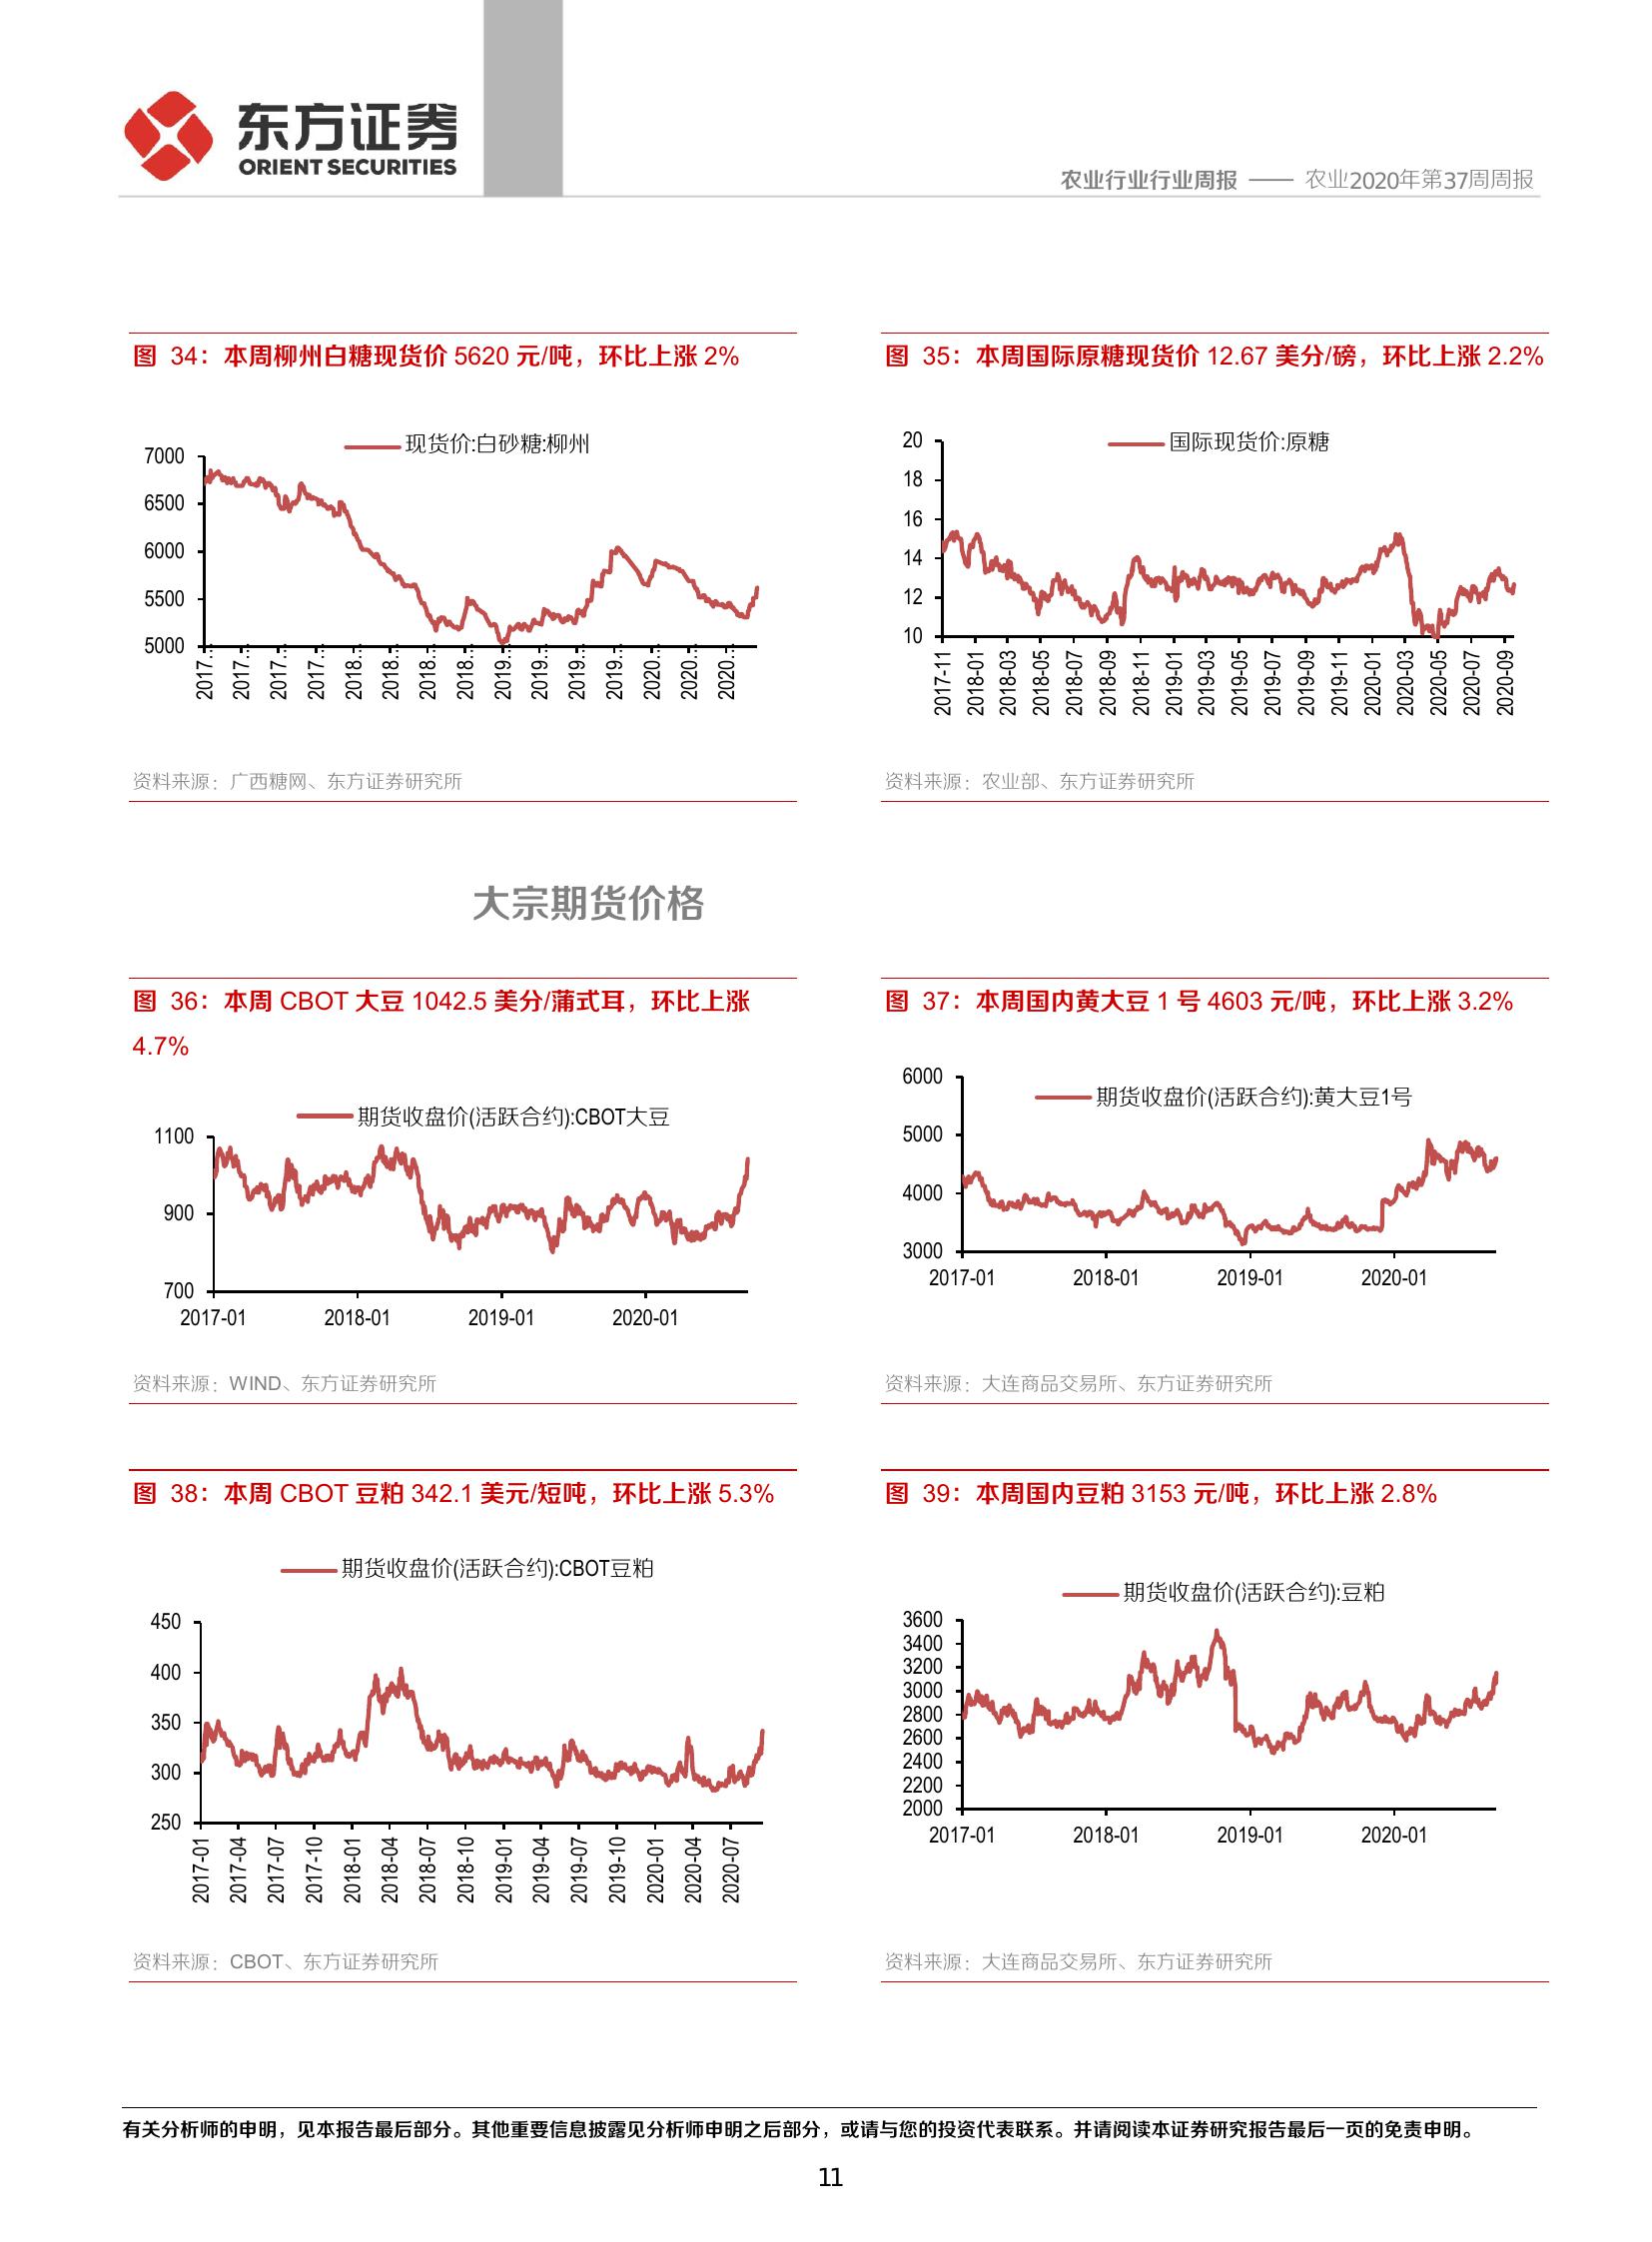 东方证券
ORIENT SECURITIES
农业行业行业周报 —— 农业2020年第37周周报
图 34：本周柳州白糖现货价 5620 元/吨，环比上涨 2%
现货价:白砂糖:柳州
7000
6500
6000
5500
5000
2017… 2017… 2017… 2017… 2018… 2018… 2018… 2018… 2019… 2019… 2019… 2019… 2020… 2020… 2020…
资料来源：广西糖网、东方证券研究所
图 35：本周国际原糖现货价 12.67 美分/磅，环比上涨 2.2%
国际现货价:原糖
20
18
16
14
12
10
2017-11 2018-01 2018-03 2018-05 2018-07 2018-09 2018-11 2019-01 2019-03 2019-05 2019-07 2019-09 2019-11 2020-01 2020-03 2020-05 2020-07 2020-09
资料来源：农业部、东方证券研究所
大宗期货价格
图 36：本周 CBOT 大豆 1042.5 美分/蒲式耳，环比上涨
4.7%
期货收盘价(活跃合约):CBOT大豆
1100
900
700
2017-01 2018-01 2019-01 2020-01
资料来源：WIND、东方证券研究所
图 37：本周国内黄大豆 1 号 4603 元/吨，环比上涨 3.2%
期货收盘价(活跃合约):黄大豆1号
6000
5000
4000
3000
2017-01 2018-01 2019-01 2020-01
资料来源：大连商品交易所、东方证券研究所
图 38：本周 CBOT 豆粕 342.1 美元/短吨，环比上涨 5.3%
期货收盘价(活跃合约):CBOT豆粕
450
400
350
300
250
2017-01 2017-04 2017-07 2017-10 2018-01 2018-04 2018-07 2018-10 2019-01 2019-04 2019-07 2019-10 2020-01 2020-04 2020-07
资料来源：CBOT、东方证券研究所
图 39：本周国内豆粕 3153 元/吨，环比上涨 2.8%
期货收盘价(活跃合约):豆粕
3600
3400
3200
3000
2800
2600
2400
2200
2000
2017-01 2018-01 2019-01 2020-01
资料来源：大连商品交易所、东方证券研究所
有关分析师的申明，见本报告最后部分。其他重要信息披露见分析师申明之后部分，或请与您的投资代表联系。并请阅读本证券研究报告最后一页的免责申明。
11